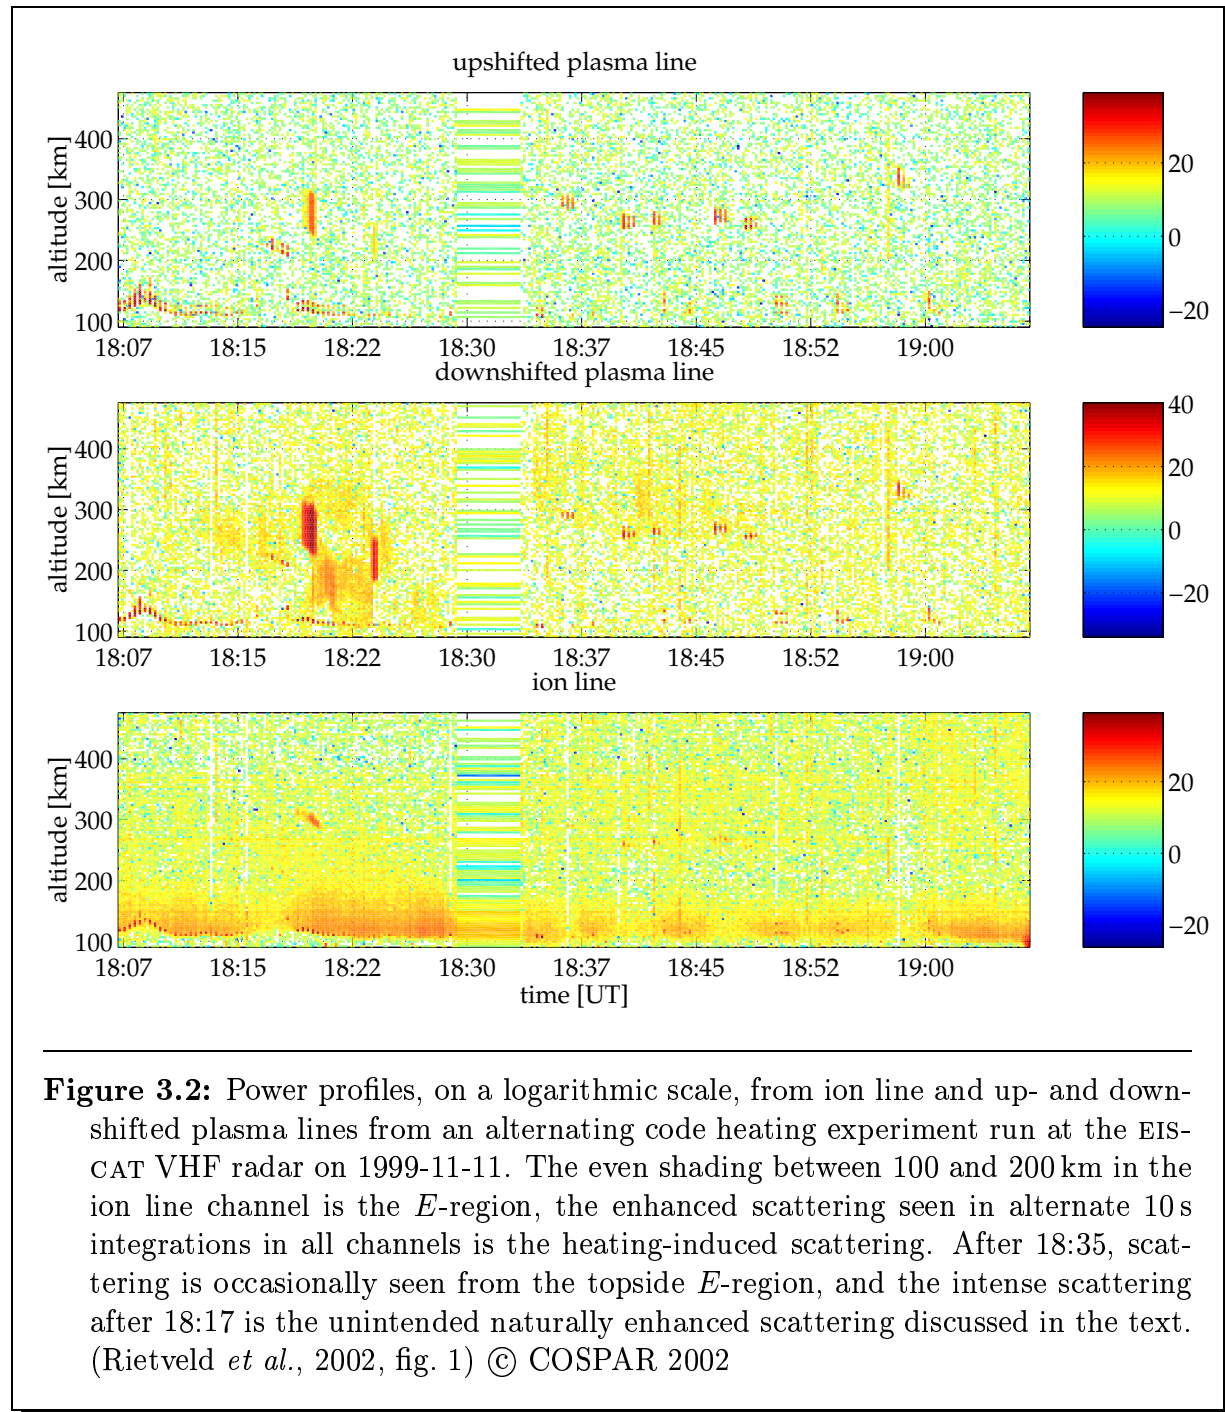 upshifted plasma line
altitude [km]
400
300
200
100
18:07 18:15 18:22 18:30 18:37 18:45 18:52 19:00
20
0
−20
downshifted plasma line
altitude [km]
400
300
200
100
18:07 18:15 18:22 18:30 18:37 18:45 18:52 19:00
40
20
0
−20
ion line
altitude [km]
400
300
200
100
18:07 18:15 18:22 18:30 18:37 18:45 18:52 19:00
time [UT]
20
0
−20
Figure 3.2: Power profiles, on a logarithmic scale, from ion line and up- and down-
shifted plasma lines from an alternating code heating experiment run at the EIS-
CAT VHF radar on 1999-11-11. The even shading between 100 and 200 km in the
ion line channel is the E-region, the enhanced scattering seen in alternate 10 s
integrations in all channels is the heating-induced scattering. After 18:35, scat-
tering is occasionally seen from the topside E-region, and the intense scattering
after 18:17 is the unintended naturally enhanced scattering discussed in the text.
(Rietveld et al., 2002, fig. 1) © COSPAR 2002